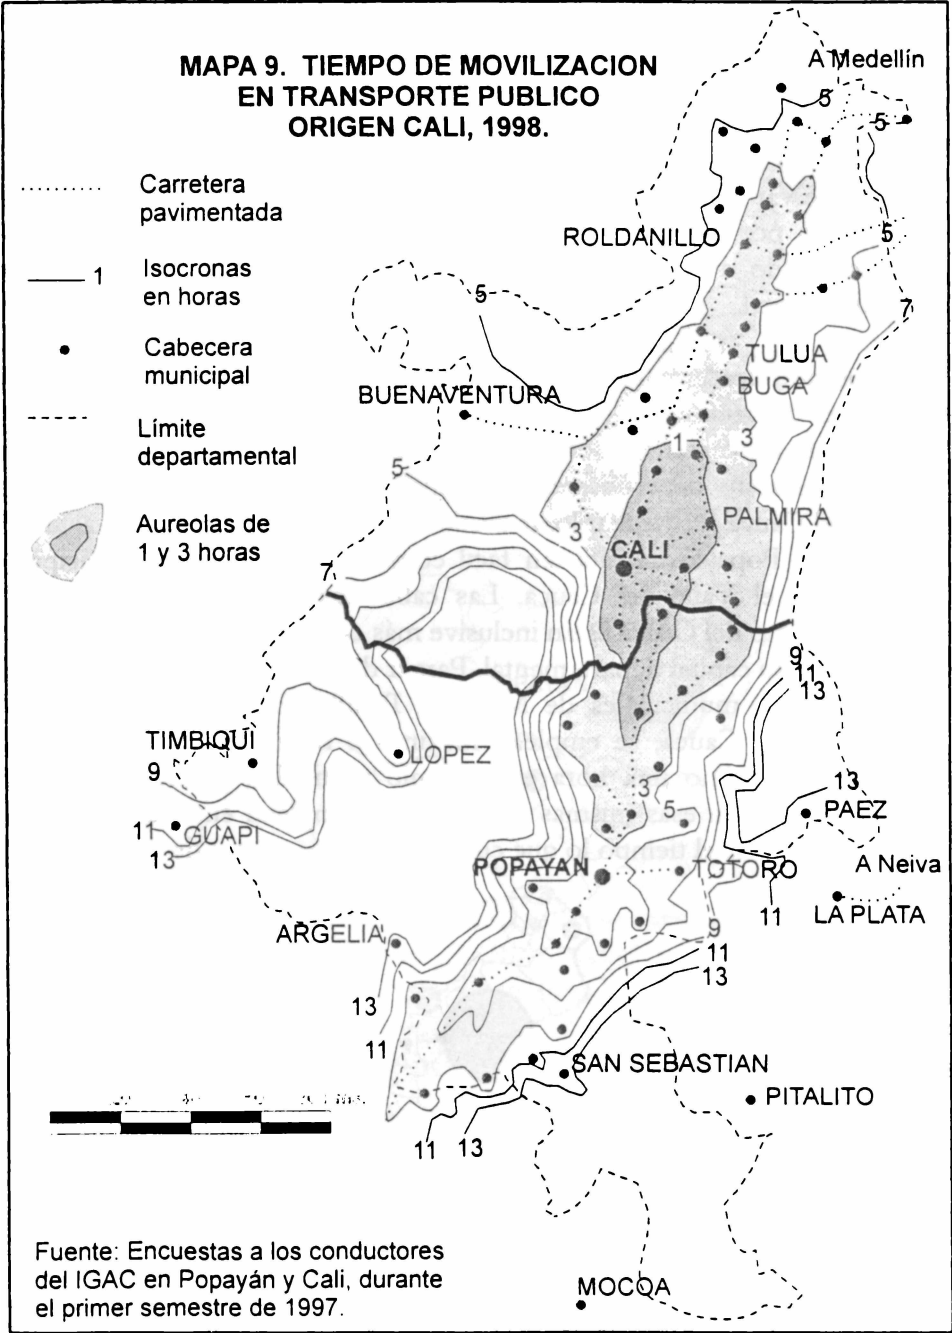 MAPA 9. TIEMPO DE MOVILIZACION
EN TRANSPORTE PUBLICO
ORIGEN CALI, 1998.
Carretera
pavimentada
1
Isocronas
en horas
Cabecera
municipal
Límite
departamental
Aureolas de
1 y 3 horas
A Medellín
5
5
ROLDANILLO
5
5
7
TULUA
BUENAVENTURA
BUGA
1
3
5
PALMIRA
3
CALI
7
9
11
13
TIMBIQUI
LOPEZ
9
3
13
5
PAEZ
11
GUAPI
13
POPAYAN
TOTORO
A Neiva
11
LA PLATA
ARGELIA
9
11
13
13
11
SAN SEBASTIAN
PITALITO
11
13
Fuente: Encuestas a los conductores
del IGAC en Popayán y Cali, durante
el primer semestre de 1997.
MOCOA